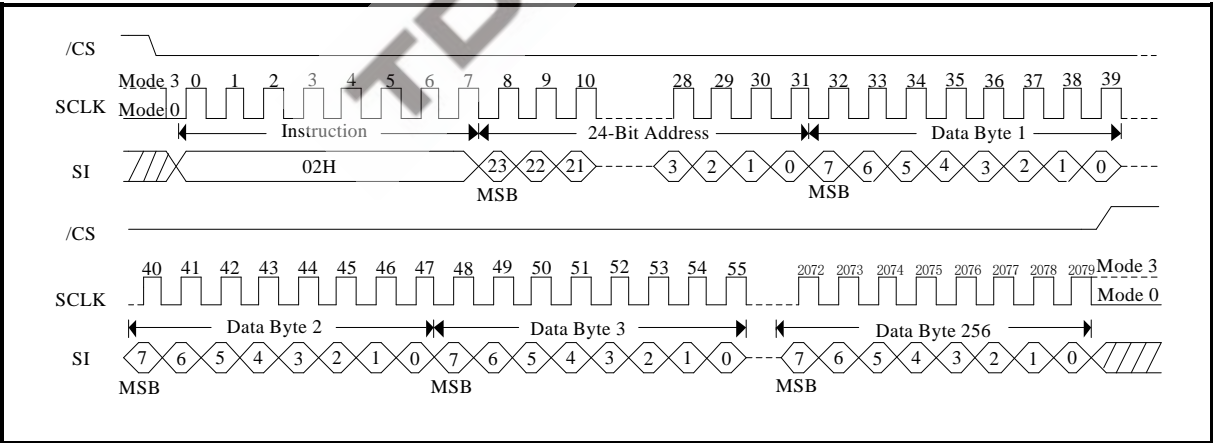 TD
/CS
Mode 3 0 1 2 3 4 5 6 7 8 9 10 28 29 30 31 32 33 34 35 36 37 38 39
SCLK Mode 0
Instruction 24-Bit Address Data Byte 1
SI 02H 23 22 21 3 2 1 0 7 6 5 4 3 2 1 0
MSB MSB
/CS
40 41 42 43 44 45 46 47 48 49 50 51 52 53 54 55 2072 2073 2074 2075 2076 2077 2078 2079 Mode 3
SCLK Mode 0
Data Byte 2 Data Byte 3 Data Byte 256
SI 7 6 5 4 3 2 1 0 7 6 5 4 3 2 1 0 7 6 5 4 3 2 1 0
MSB MSB MSB